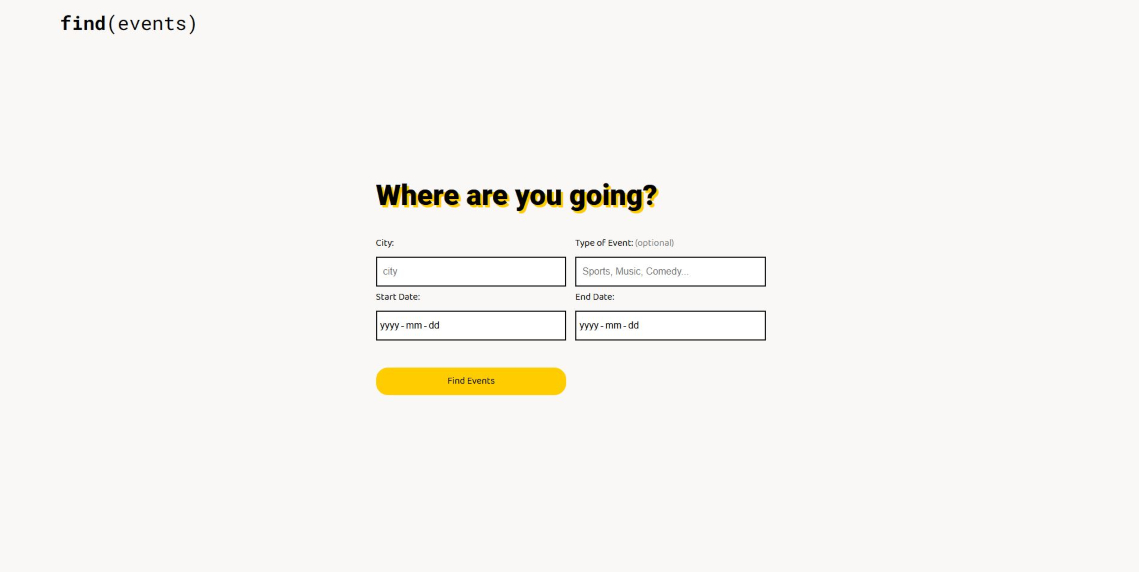 find(events)
Where are you going?
City:
Type of Event: (optional)
city
Sports, Music, Comedy...
Start Date:
End Date:
yyyy-mm-dd
yyyy-mm-dd
Find Events